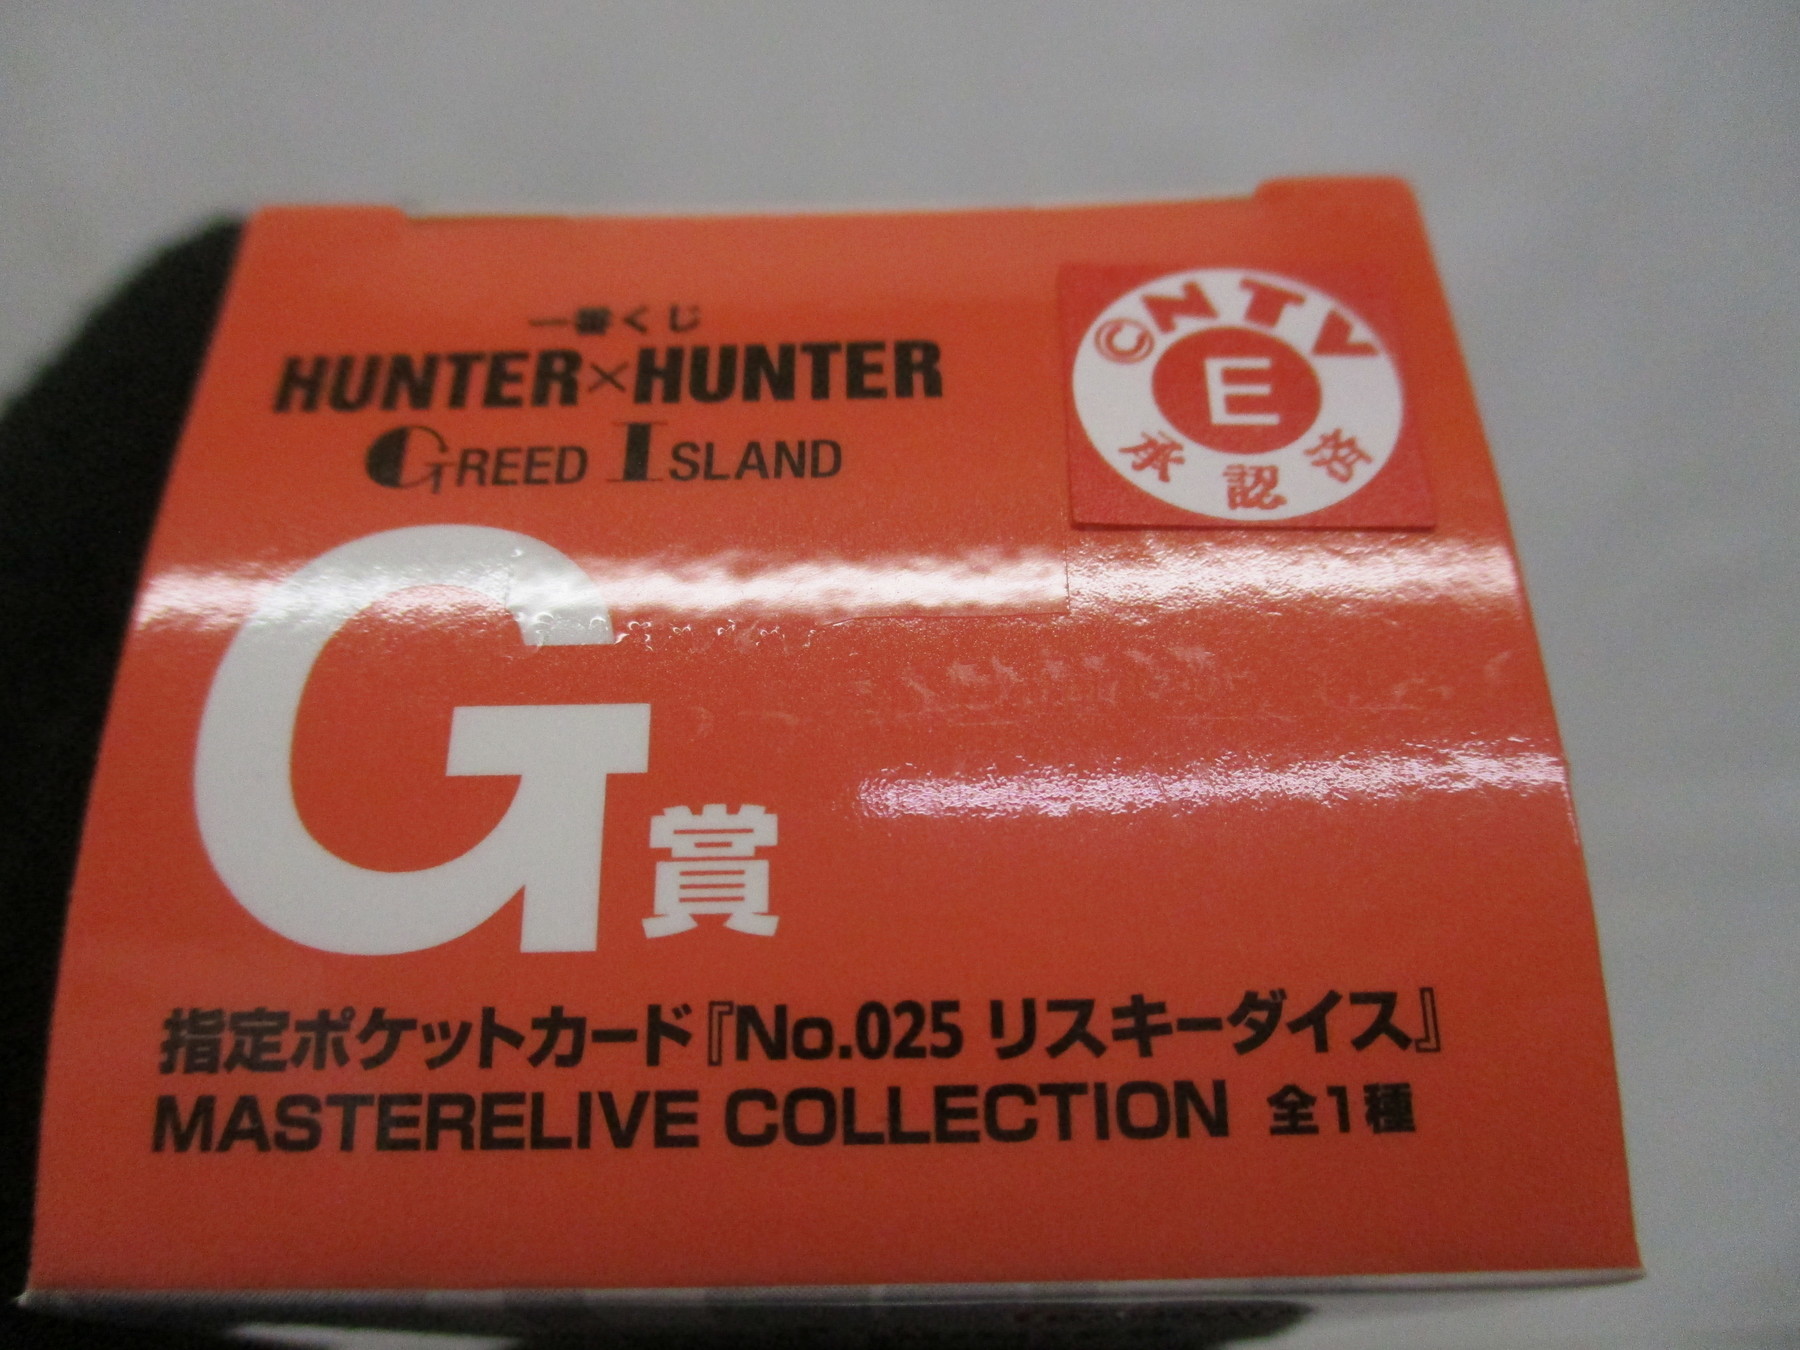 一番くじ
HUNTER×HUNTER
GREED ISLAND
©NTV
E
承認済
G賞
指定ポケットカード『No.025 リスキーダイス』
MASTERELIVE COLLECTION 全1種